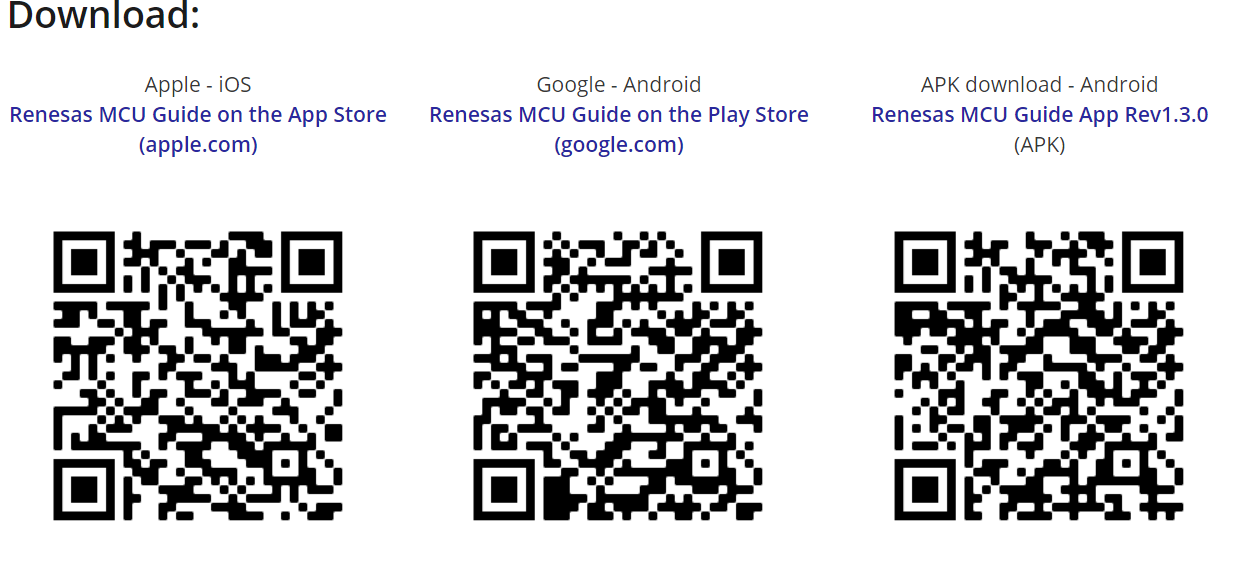 Download:
Apple - iOS
Renesas MCU Guide on the App Store
(apple.com)
Google - Android
Renesas MCU Guide on the Play Store
(google.com)
APK download - Android
Renesas MCU Guide App Rev1.3.0
(APK)